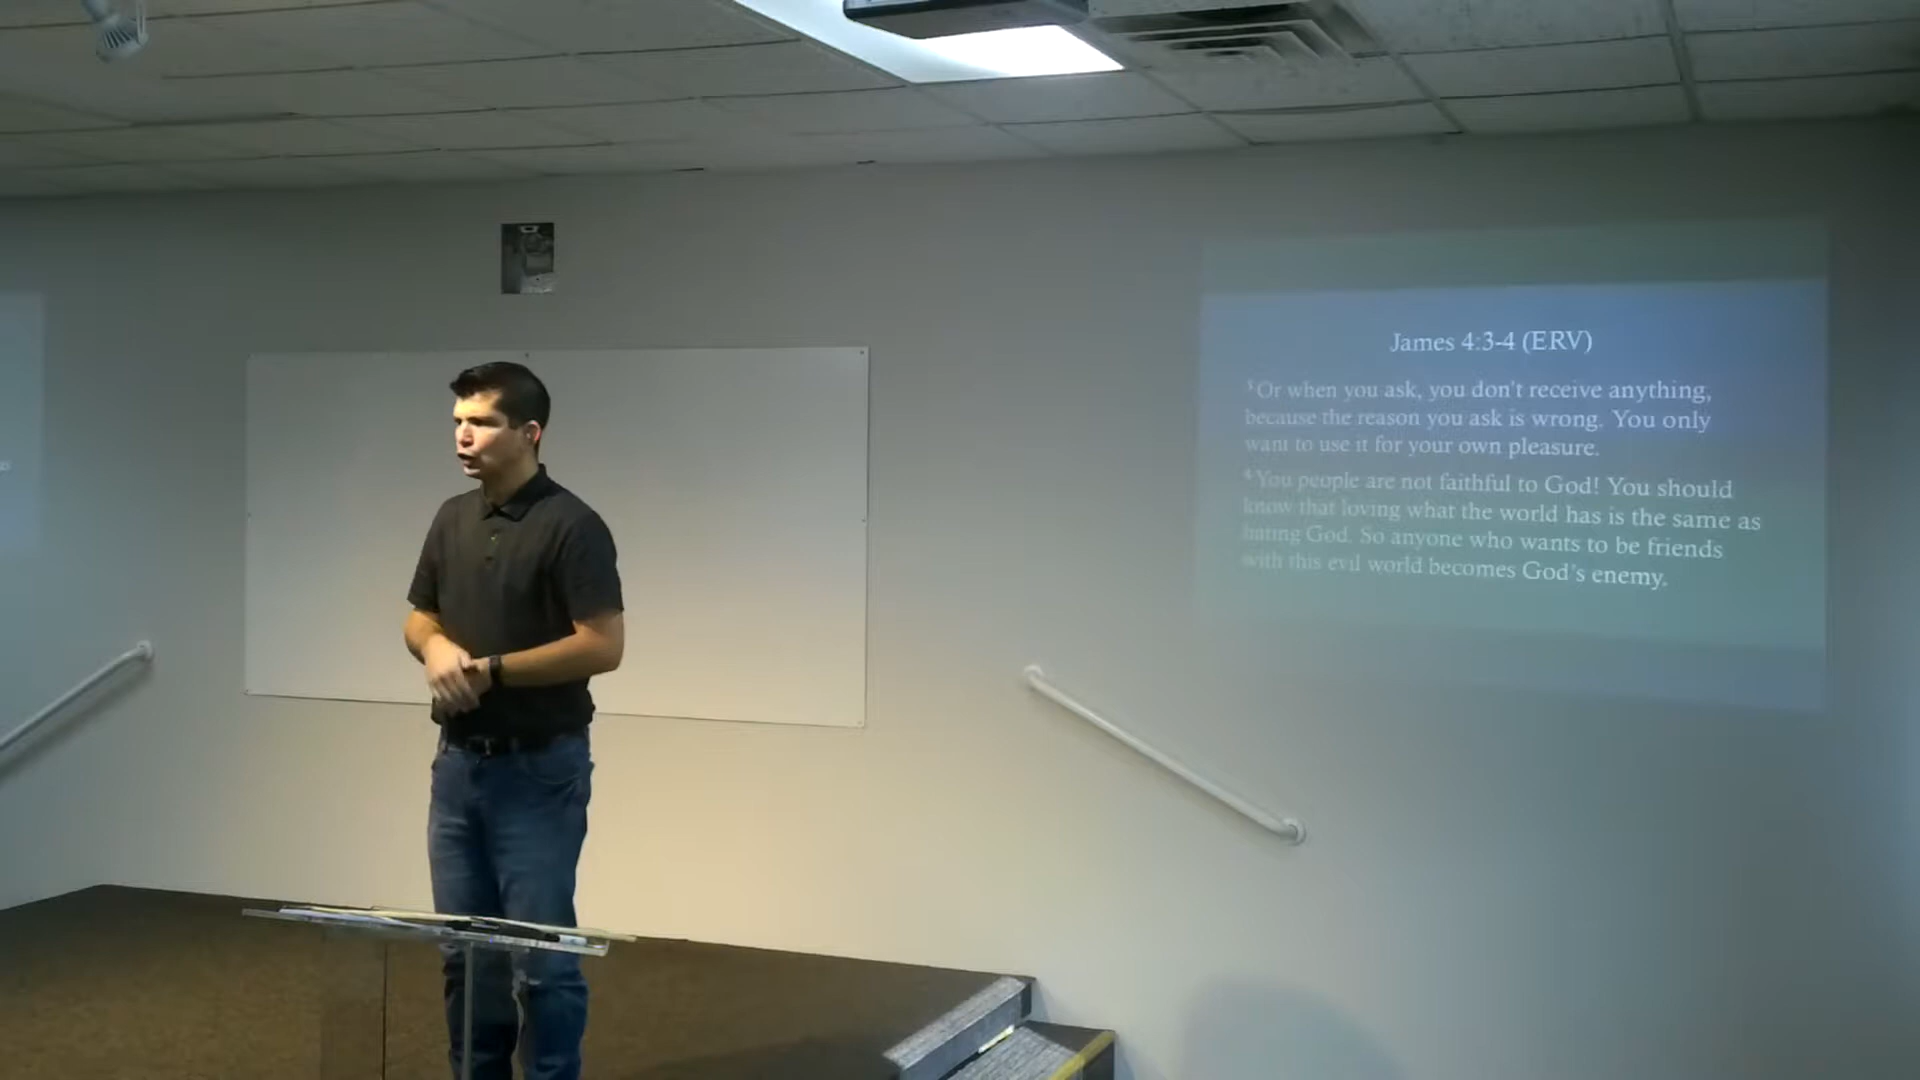 James 4:3-4 (ERV)
³Or when you ask, you don't receive anything,
because the reason you ask is wrong. You only
want to use it for your own pleasure.
⁴You people are not faithful to God! You should
know that loving what the world has is the same as
hating God. So anyone who wants to be friends
with this evil world becomes God's enemy.